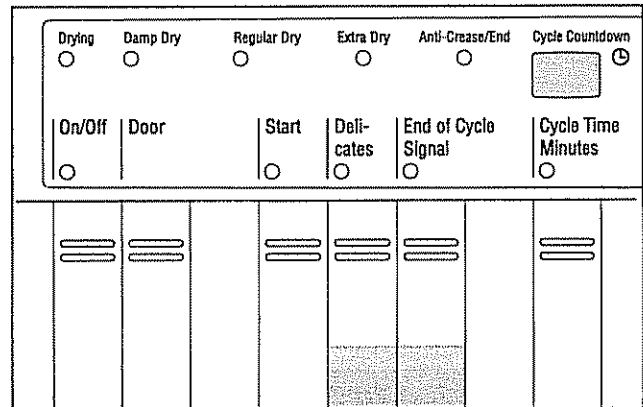 Drying Damp Dry Regular Dry Extra Dry Anti-Crease/End Cycle Countdown
On/Off Door Start Deli- End of Cycle Cycle Time
cates Signal Minutes